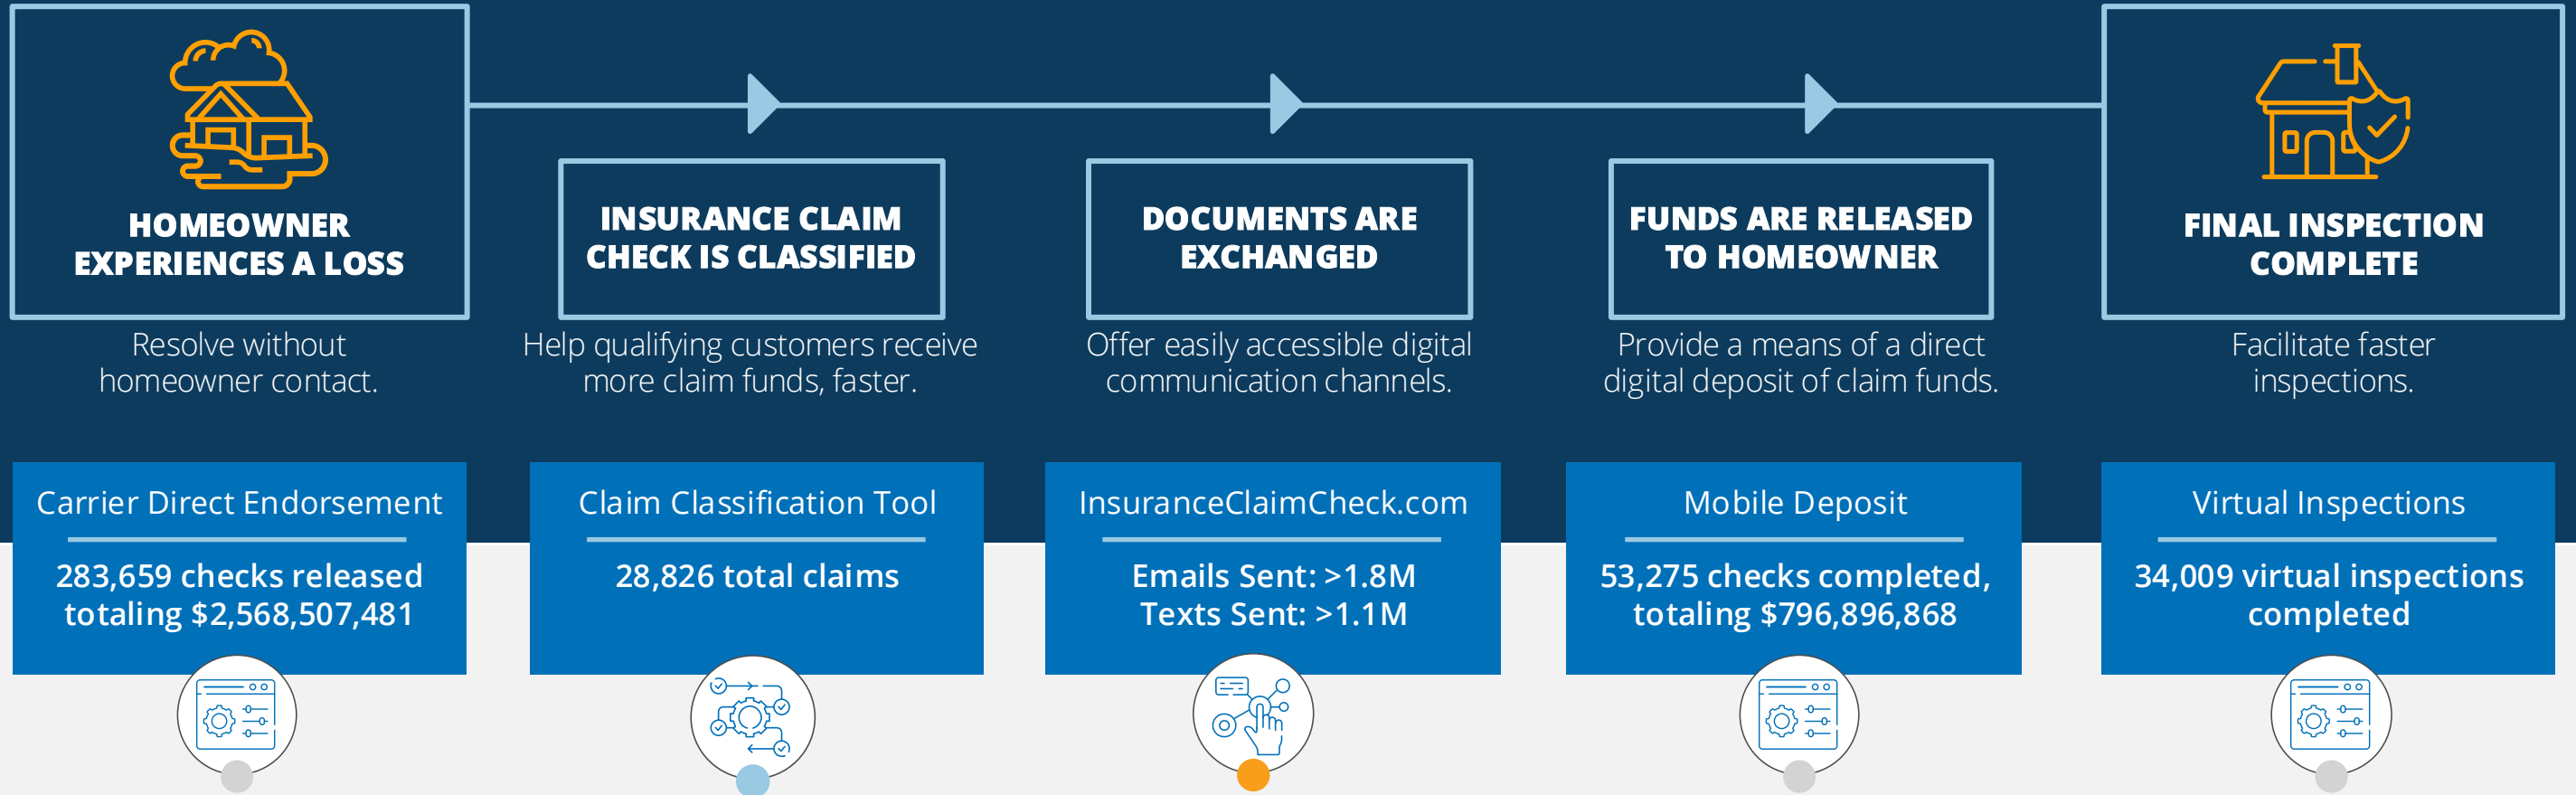 HOMEOWNER
EXPERIENCES A LOSS
Resolve without
homeowner contact.
INSURANCE CLAIM
CHECK IS CLASSIFIED
Help qualifying customers receive
more claim funds, faster.
DOCUMENTS ARE
EXCHANGED
Offer easily accessible digital
communication channels.
FUNDS ARE RELEASED
TO HOMEOWNER
Provide a means of a direct
digital deposit of claim funds.
FINAL INSPECTION
COMPLETE
Facilitate faster
inspections.
Carrier Direct Endorsement
283,659 checks released
totaling $2,568,507,481
Claim Classification Tool
28,826 total claims
InsuranceClaimCheck.com
Emails Sent: >1.8M
Texts Sent: >1.1M
Mobile Deposit
53,275 checks completed,
totaling $796,896,868
Virtual Inspections
34,009 virtual inspections
completed